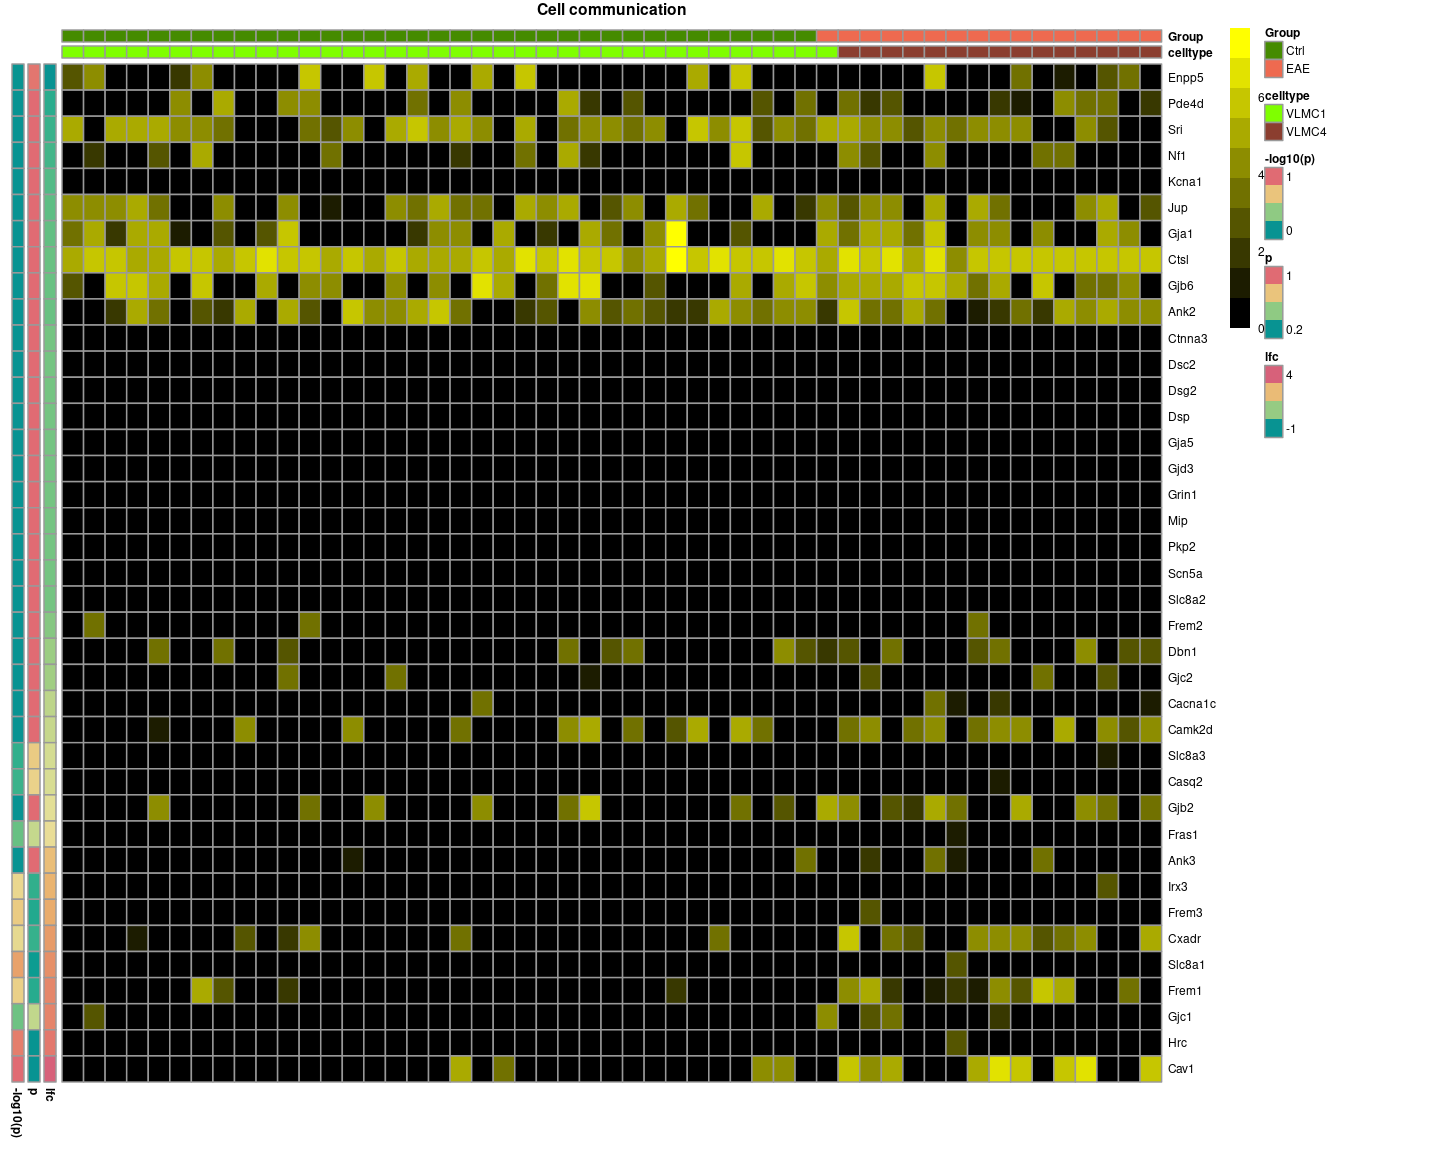 Cell communication
Group
celltype
Enpp5
Pde4d
Sri
Nf1
Kcna1
Jup
Gja1
Ctsl
Gjb6
Ank2
Ctnna3
Dsc2
Dsg2
Dsp
Gja5
Gjd3
Grin1
Mip
Pkp2
Scn5a
Slc8a2
Frem2
Dbn1
Gjc2
Cacna1c
Camk2d
Slc8a3
Casq2
Gjb2
Fras1
Ank3
Irx3
Frem3
Cxadr
Slc8a1
Frem1
Gjc1
Hrc
Cav1
-log10(p)
p
lfc
6
4
2
0
Group
Ctrl
EAE
celltype
VLMC1
VLMC4
-log10(p)
1
0
p
1
0.2
lfc
4
-1